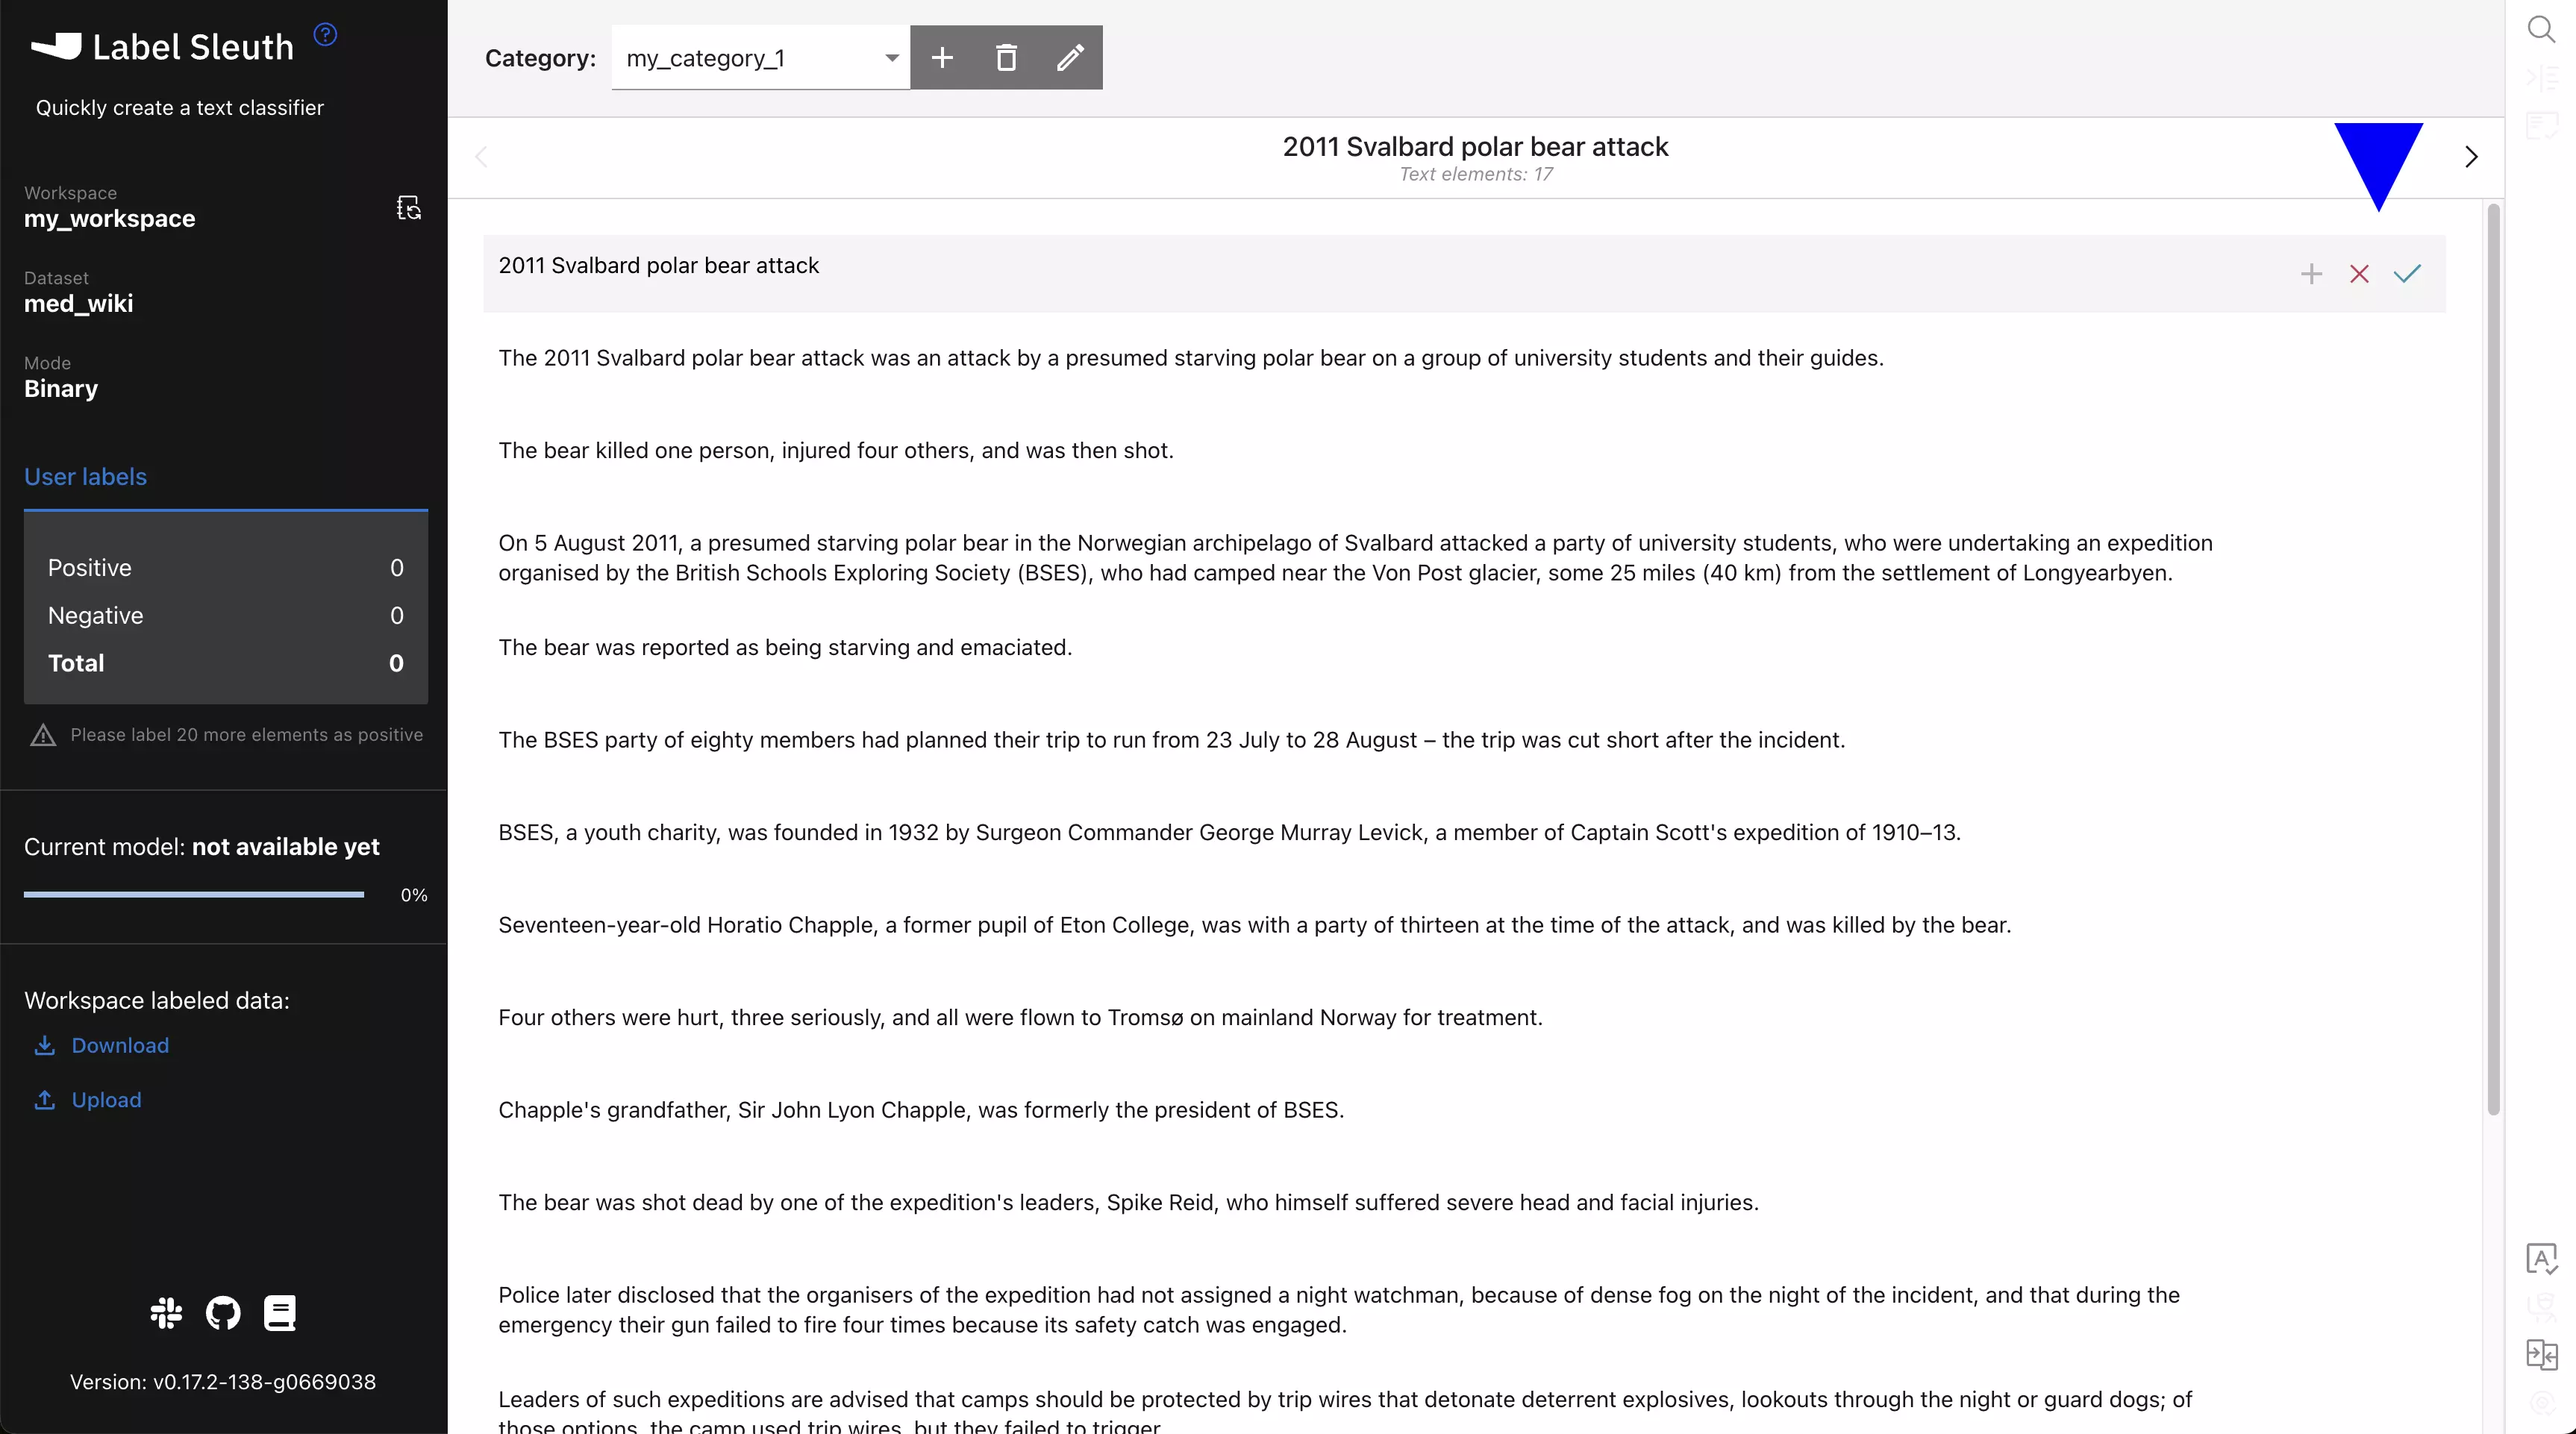 Label Sleuth
Quickly create a text classifier
Workspace
my_workspace
Dataset
med_wiki
Mode
Binary
User labels
Positive 0
Negative 0
Total 0
Please label 20 more elements as positive
Current model: not available yet
0%
Workspace labeled data:
Download
Upload
Version: v0.17.2-138-g0669038
Category: my_category_1
2011 Svalbard polar bear attack
Text elements: 17
2011 Svalbard polar bear attack
The 2011 Svalbard polar bear attack was an attack by a presumed starving polar bear on a group of university students and their guides.
The bear killed one person, injured four others, and was then shot.
On 5 August 2011, a presumed starving polar bear in the Norwegian archipelago of Svalbard attacked a party of university students, who were undertaking an expedition
organised by the British Schools Exploring Society (BSES), who had camped near the Von Post glacier, some 25 miles (40 km) from the settlement of Longyearbyen.
The bear was reported as being starving and emaciated.
The BSES party of eighty members had planned their trip to run from 23 July to 28 August – the trip was cut short after the incident.
BSES, a youth charity, was founded in 1932 by Surgeon Commander George Murray Levick, a member of Captain Scott's expedition of 1910–13.
Seventeen-year-old Horatio Chapple, a former pupil of Eton College, was with a party of thirteen at the time of the attack, and was killed by the bear.
Four others were hurt, three seriously, and all were flown to Tromsø on mainland Norway for treatment.
Chapple's grandfather, Sir John Lyon Chapple, was formerly the president of BSES.
The bear was shot dead by one of the expedition's leaders, Spike Reid, who himself suffered severe head and facial injuries.
Police later disclosed that the organisers of the expedition had not assigned a night watchman, because of dense fog on the night of the incident, and that during the
emergency their gun failed to fire four times because its safety catch was engaged.
Leaders of such expeditions are advised that camps should be protected by trip wires that detonate deterrent explosives, lookouts through the night or guard dogs; of
those options, the camp used trip wires, but they failed to trigger